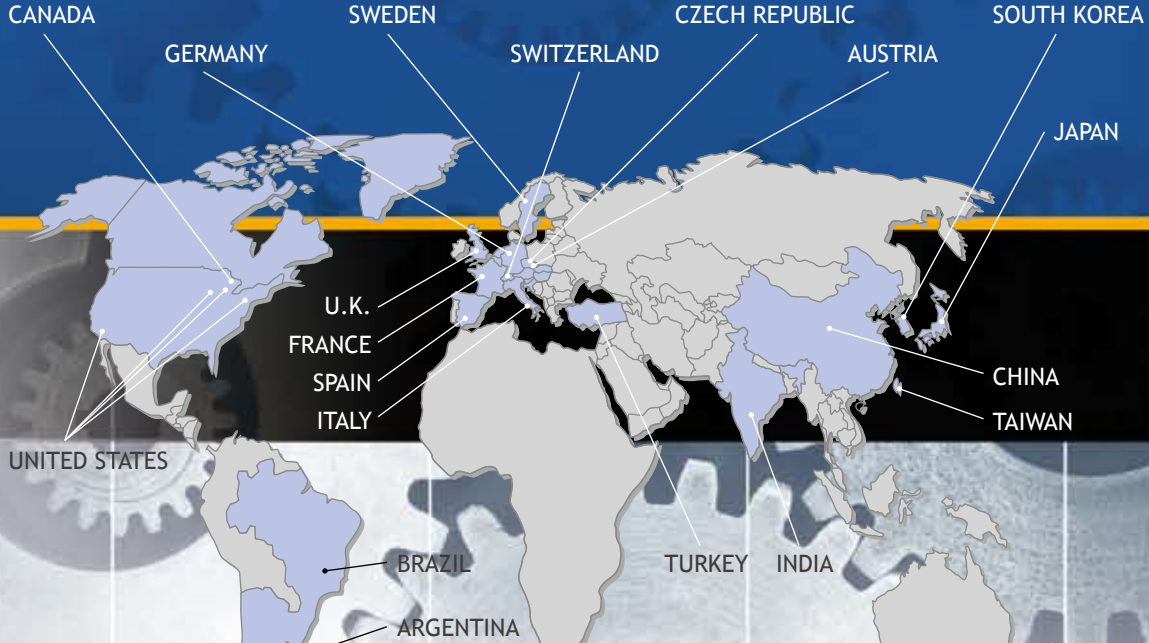 CANADA
SWEDEN
CZECH REPUBLIC
SOUTH KOREA
GERMANY
SWITZERLAND
AUSTRIA
JAPAN
U.K.
FRANCE
SPAIN
ITALY
CHINA
TAIWAN
UNITED STATES
BRAZIL
TURKEY
INDIA
ARGENTINA